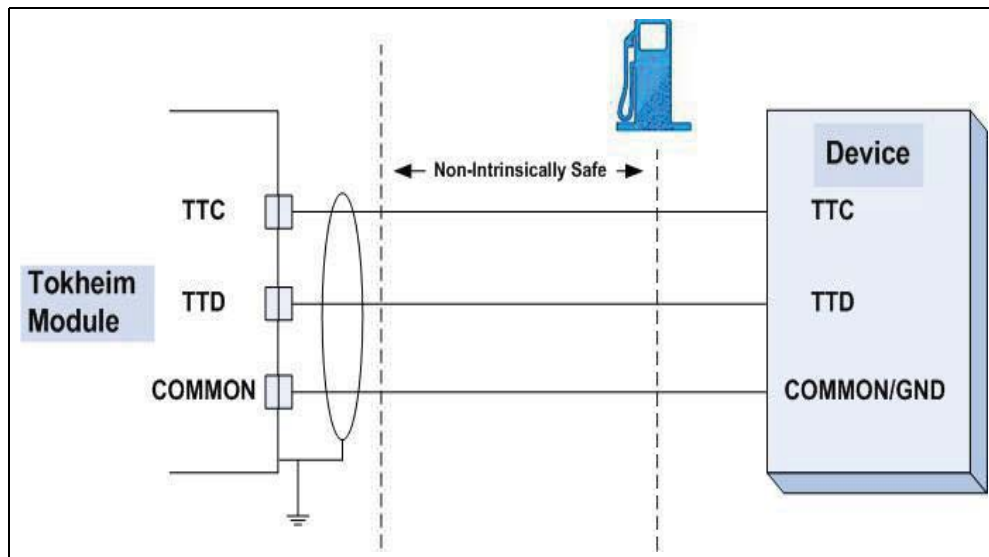 Non-Intrinsically Safe
Device
TTC
TTC
Tokheim
Module
TTD
TTD
COMMON
COMMON/GND